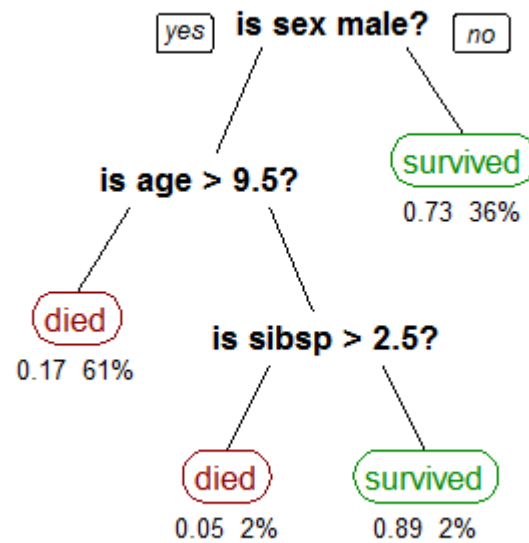 yes is sex male? no
survived
is age > 9.5?
0.73 36%
died
0.17 61%
is sibsp > 2.5?
died survived
0.05 2% 0.89 2%